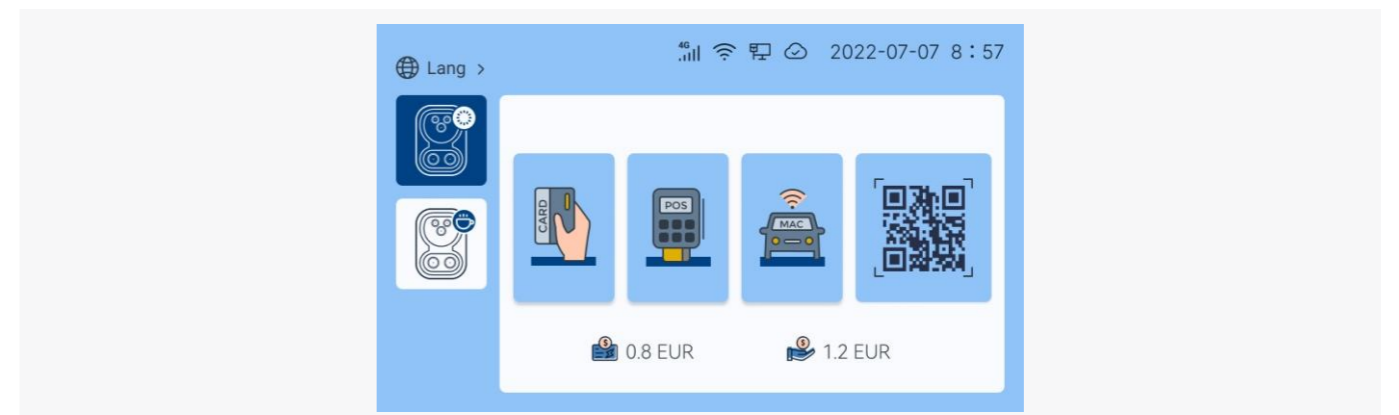 4G
2022-07-07 8:57
Lang >
CARD
POS
MAC
0.8 EUR
1.2 EUR